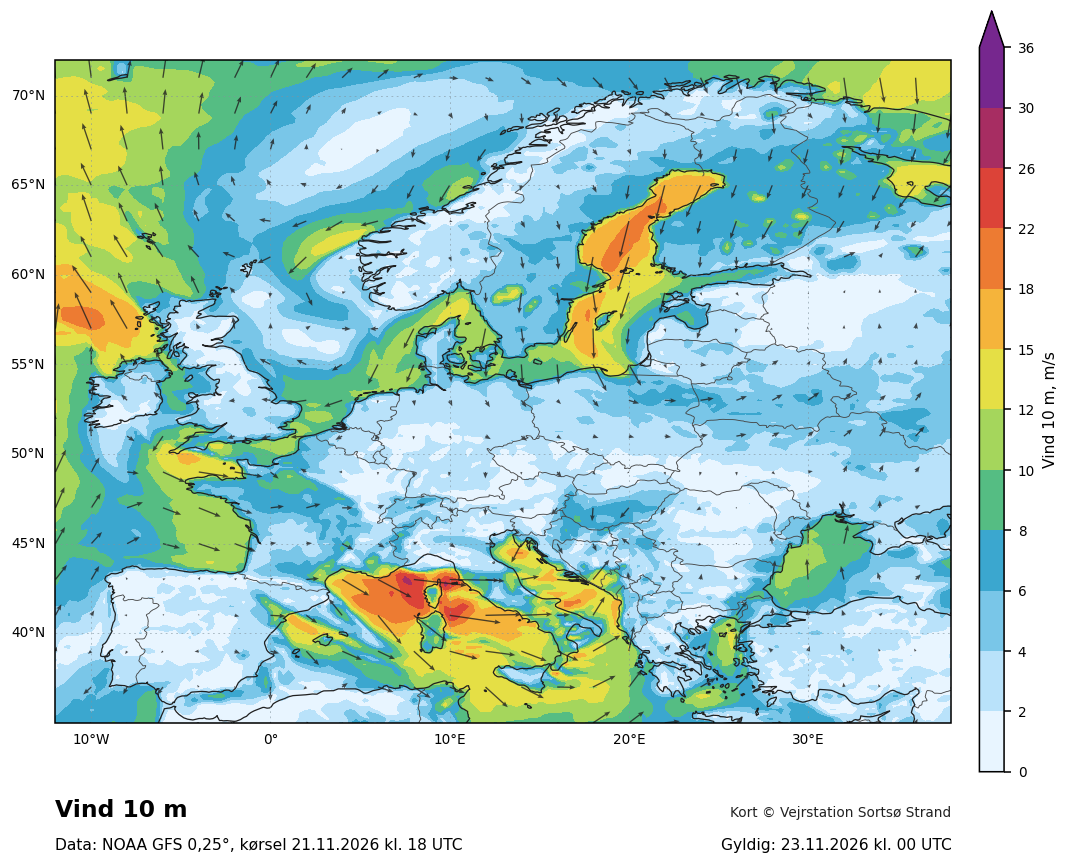 36
70°N
30
65°N
26
60°N
22
18
55°N
15
Vind 10 m, m/s
12
50°N
10
8
45°N
6
40°N
4
2
10°W
0°
10°E
20°E
30°E
0
Vind 10 m
Kort © Vejrstation Sortsø Strand
Data: NOAA GFS 0,25°, kørsel 21.11.2026 kl. 18 UTC
Gyldig: 23.11.2026 kl. 00 UTC